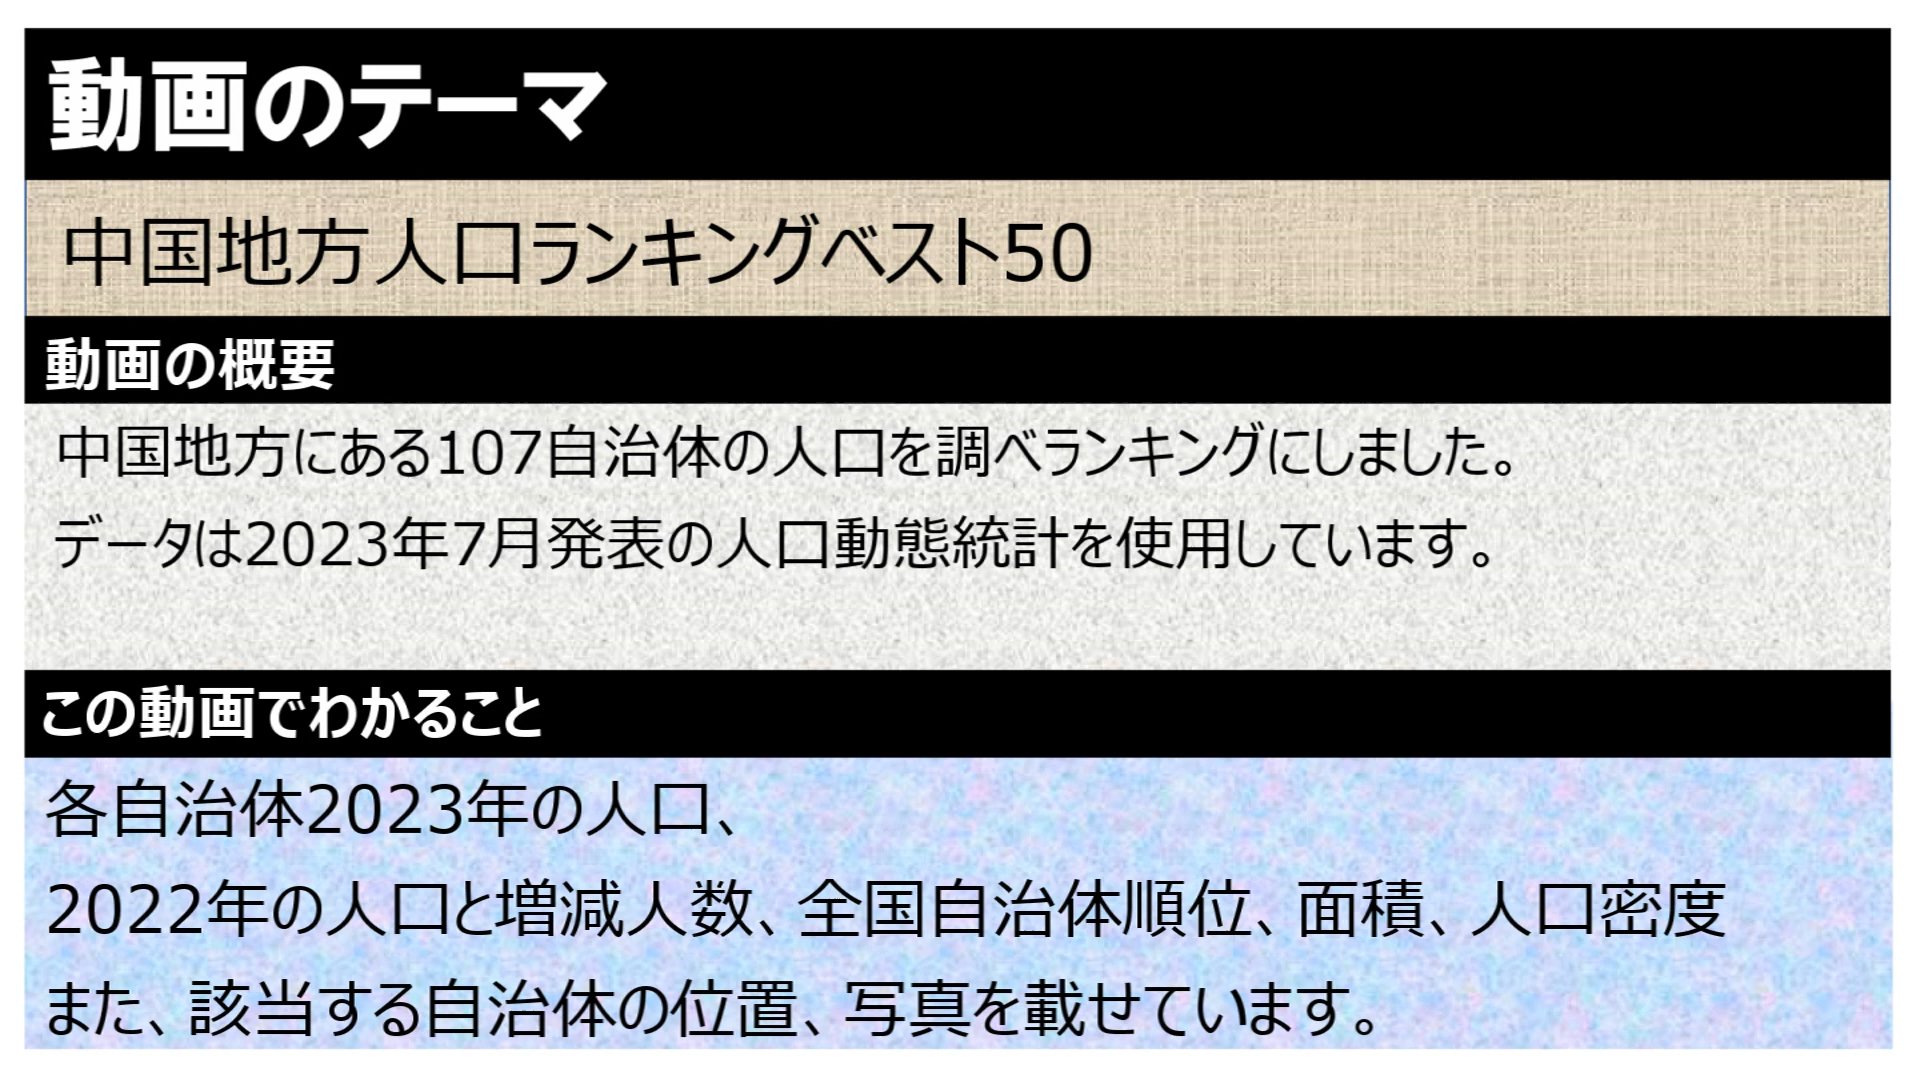 動画のテーマ
中国地方人口ランキングベスト50
動画の概要
中国地方にある107自治体の人口を調べランキングにしました。
データは2023年7月発表の人口動態統計を使用しています。
この動画でわかること
各自治体2023年の人口、
2022年の人口と増減人数、全国自治体順位、面積、人口密度
また、該当する自治体の位置、写真を載せています。